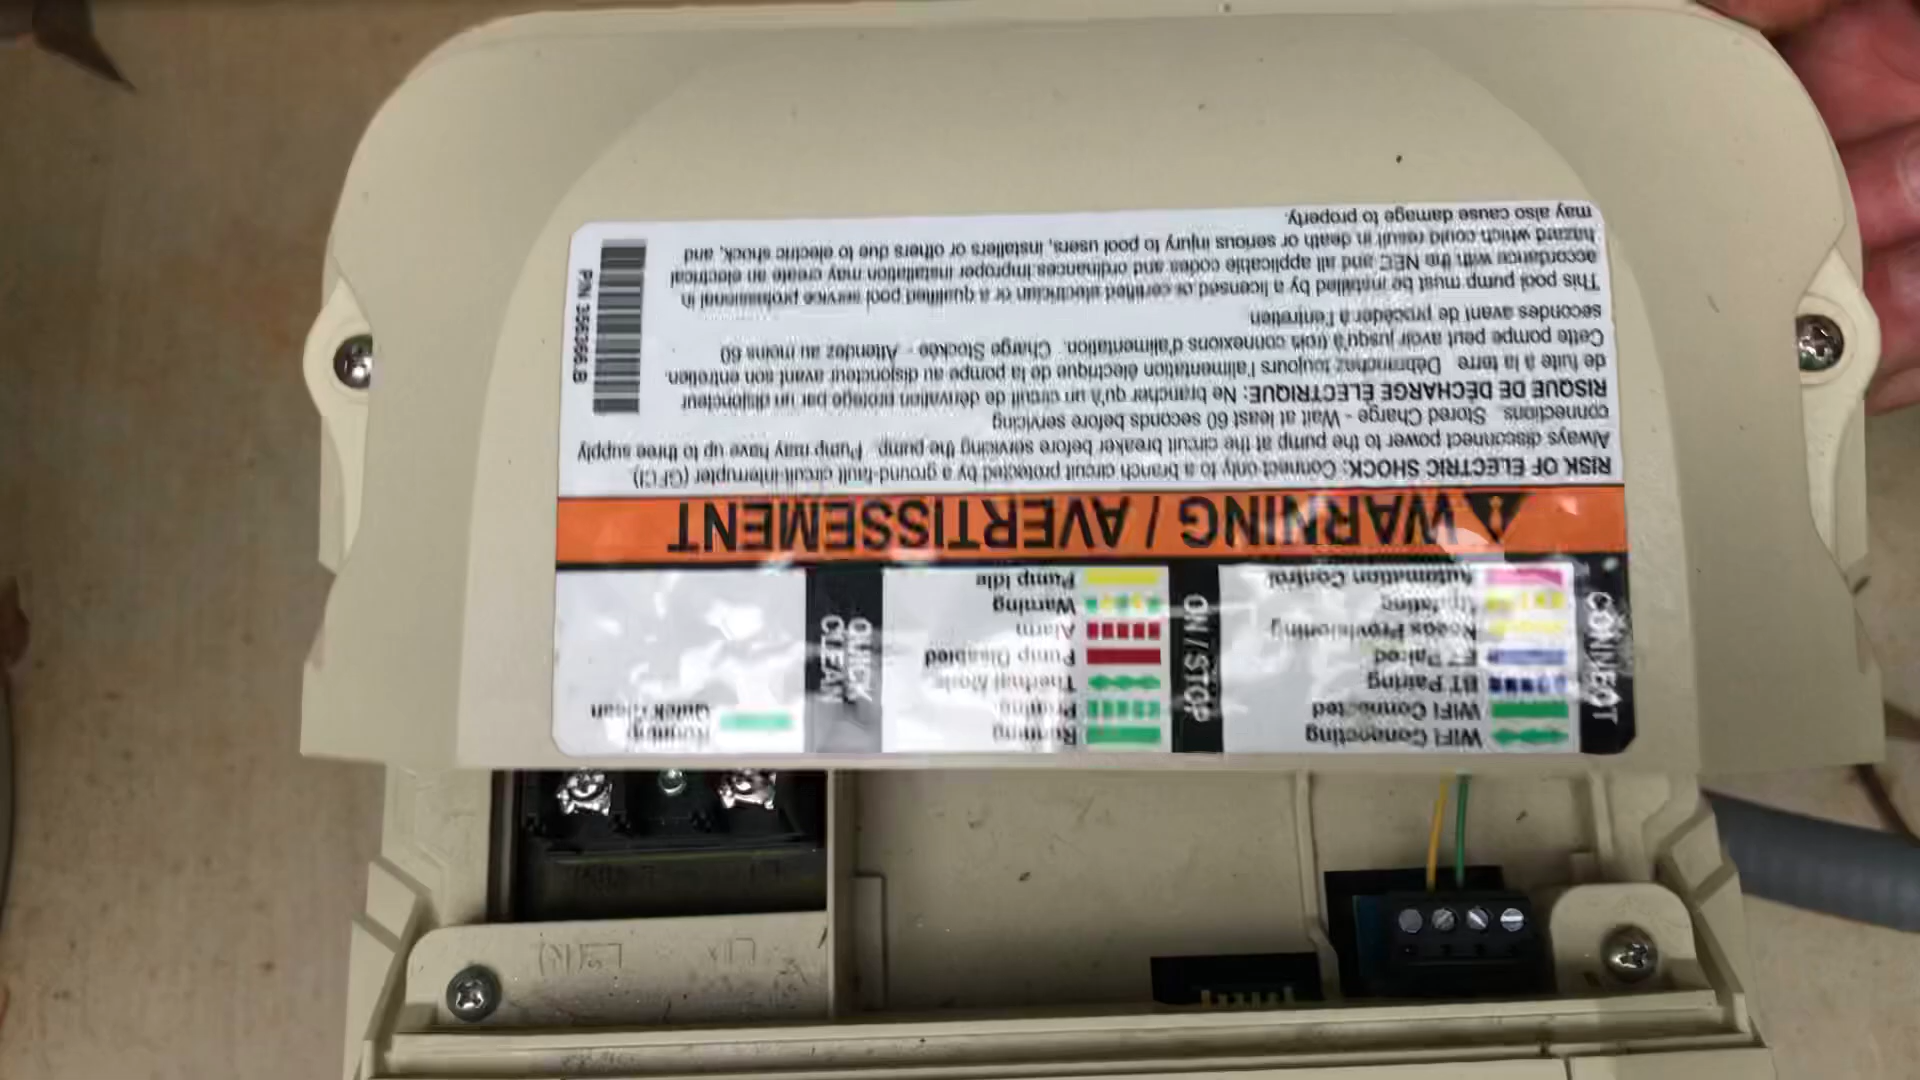 CONNECT
WIFI Connecting
WIFI Connected
BT Pairing
BT Paired
Needs Provisioning
Updating
Automation Control
ON / STOP
Running
Priming
Thermal Mode
Pump Disabled
Alarm
Warning
Pump Idle
QUICK CLEAN
Running
Quick Clean
WARNING / AVERTISSEMENT
RISK OF ELECTRIC SHOCK: Connect only to a branch circuit protected by a ground-fault circuit-interrupter (GFCI).
Always disconnect power to the pump at the circuit breaker before servicing the pump. Pump may have up to three supply
connections. Stored Charge - Wait at least 60 seconds before servicing
RISQUE DE DÉCHARGE ÉLECTRIQUE: Ne brancher qu'à un circuit de dérivation protégé par un disjoncteur
de fuite à la terre. Débranchez toujours l'alimentation électrique de la pompe au disjoncteur avant son entretien.
Cette pompe peut avoir jusqu'à trois connexions d'alimentation. Charge Stockée - Attendez au moins 60
secondes avant de procéder à l'entretien
This pool pump must be installed by a licensed or certified electrician or a qualified pool service professional in
accordance with the NEC and all applicable codes and ordinances. Improper installation may create an electrical
hazard which could result in death or serious injury to pool users, installers or others due to electric shock, and
may also cause damage to property.
P/N 356368.B